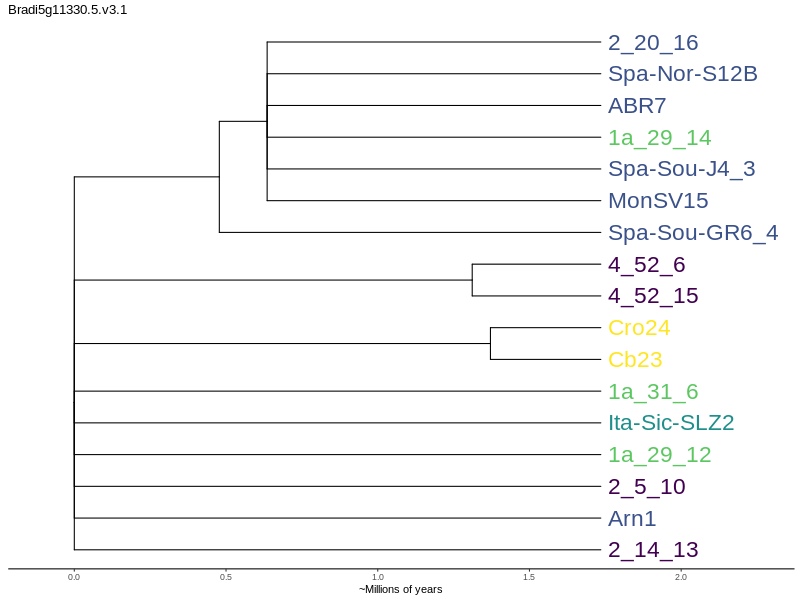 Bradi5g11330.5.v3.1
2_20_16
Spa-Nor-S12B
ABR7
1a_29_14
Spa-Sou-J4_3
MonSV15
Spa-Sou-GR6_4
4_52_6
4_52_15
Cro24
Cb23
1a_31_6
Ita-Sic-SLZ2
1a_29_12
2_5_10
Arn1
2_14_13
0.0 0.5 1.0 1.5 2.0
~Millions of years